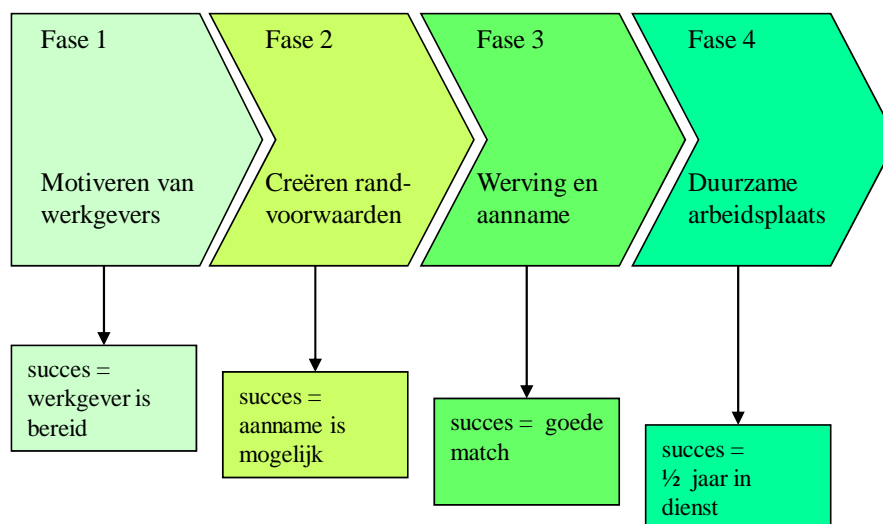 Fase 1
Motiveren van
werkgevers
Fase 2
Creëren rand-
voorwaarden
Fase 3
Werving en
aanname
Fase 4
Duurzame
arbeidsplaats
succes =
werkgever is
bereid
succes =
aanname is
mogelijk
succes = goede
match
succes =
½ jaar in
dienst